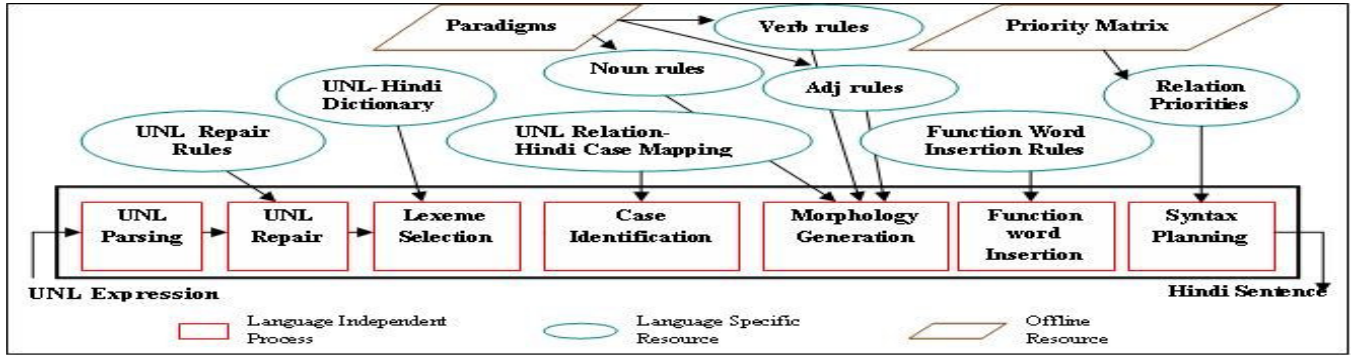 Paradigms
Verb rules
Priority Matrix
Noun rules
Adj rules
UNL-Hindi
Dictionary
Relation
Priorities
UNL Repair
Rules
UNL Relation-
Hindi Case Mapping
Function Word
Insertion Rules
UNL
Parsing
UNL
Repair
Lexeme
Selection
Case
Identification
Morphology
Generation
Function
word
Insertion
Syntax
Planning
UNL Expression
Hindi Sentence
Language Independent
Process
Language Specific
Resource
Offline
Resource